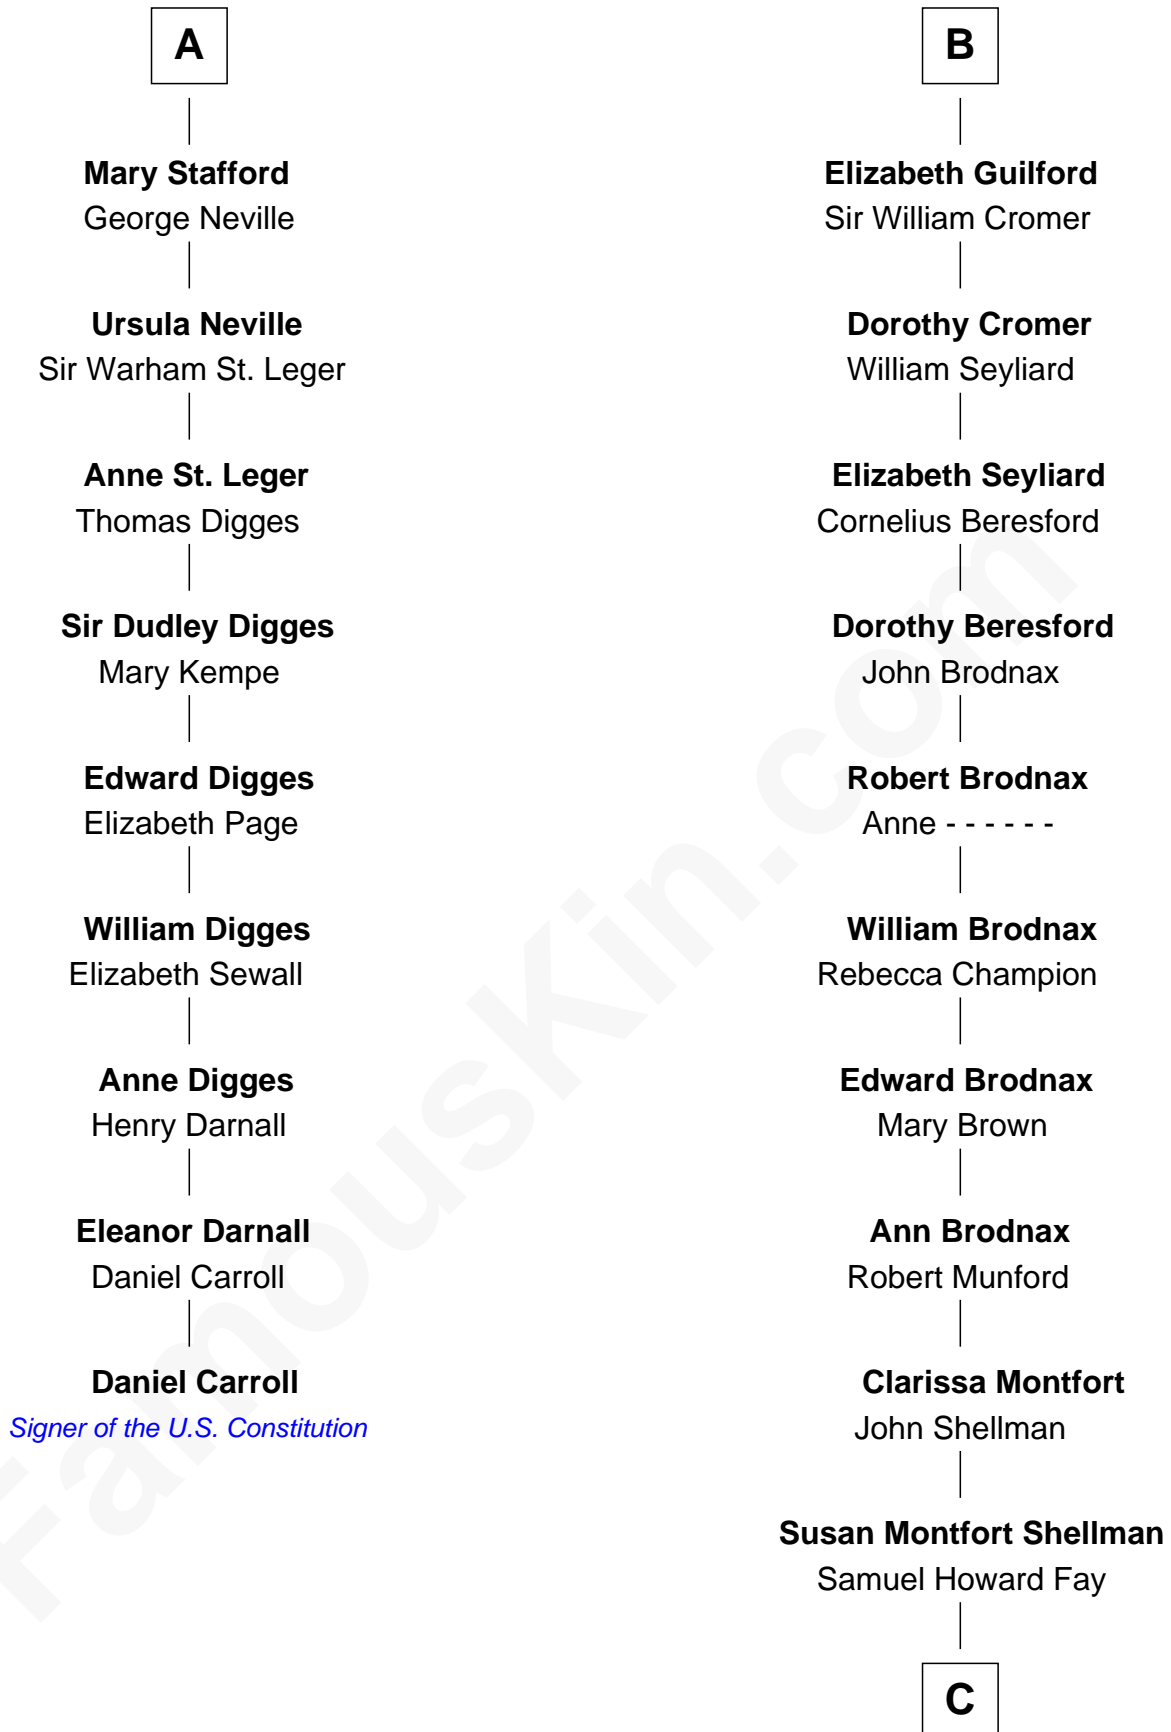 A
Mary Stafford
George Neville
Ursula Neville
Sir Warham St. Leger
Anne St. Leger
Thomas Digges
Sir Dudley Digges
Mary Kempe
Edward Digges
Elizabeth Page
William Digges
Elizabeth Sewall
Anne Digges
Henry Darnall
Eleanor Darnall
Daniel Carroll
Daniel Carroll
Signer of the U.S. Constitution
B
Elizabeth Guilford
Sir William Cromer
Dorothy Cromer
William Seyliard
Elizabeth Seyliard
Cornelius Beresford
Dorothy Beresford
John Brodnax
Robert Brodnax
Anne - - - - - -
William Brodnax
Rebecca Champion
Edward Brodnax
Mary Brown
Ann Brodnax
Robert Munford
Clarissa Montfort
John Shellman
Susan Montfort Shellman
Samuel Howard Fay
C
FamousKin.com